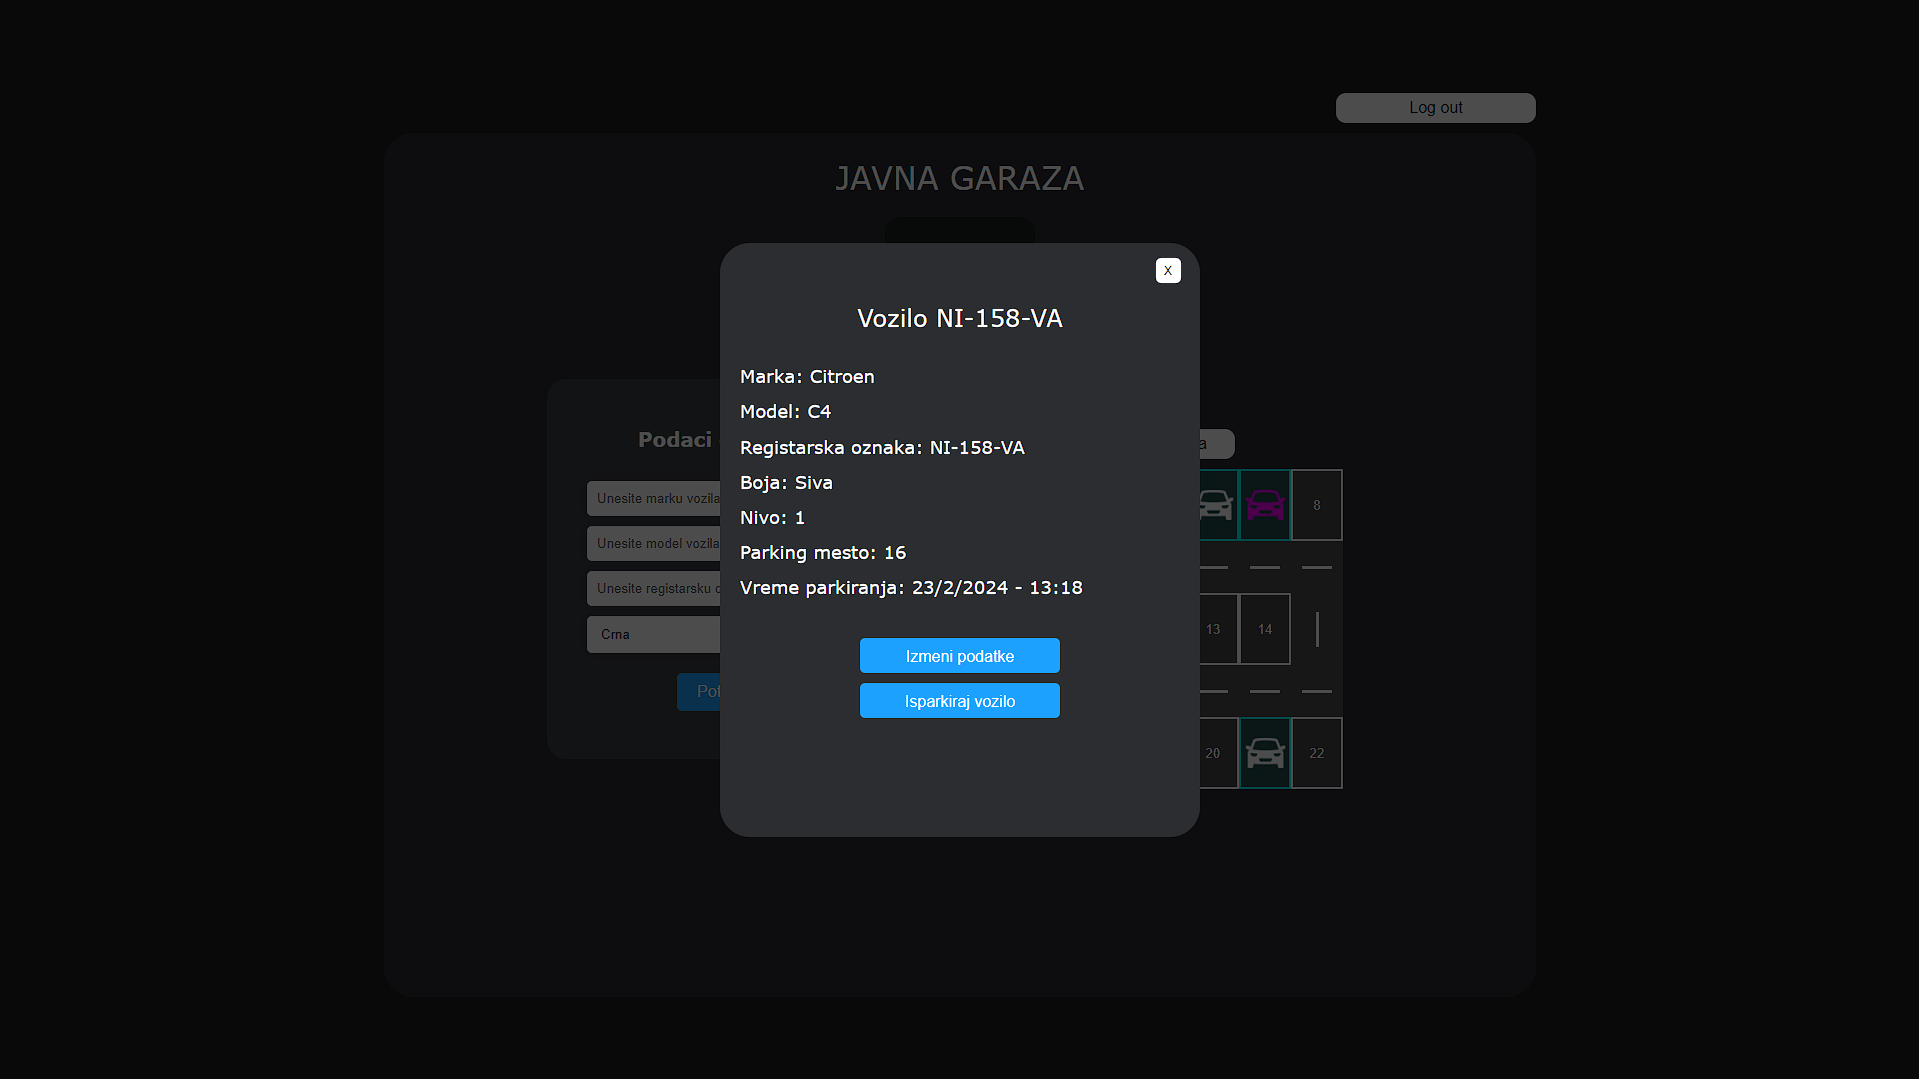 Log out
JAVNA GARAZA
X
Vozilo NI-158-VA
Marka: Citroen
Model: C4
Registarska oznaka: NI-158-VA
Boja: Siva
Nivo: 1
Parking mesto: 16
Vreme parkiranja: 23/2/2024 - 13:18
Izmeni podatke
Isparkiraj vozilo
Podaci
Unesite marku vozila
Unesite model vozila
Unesite registarsku
Crna
8
13 14
20 22